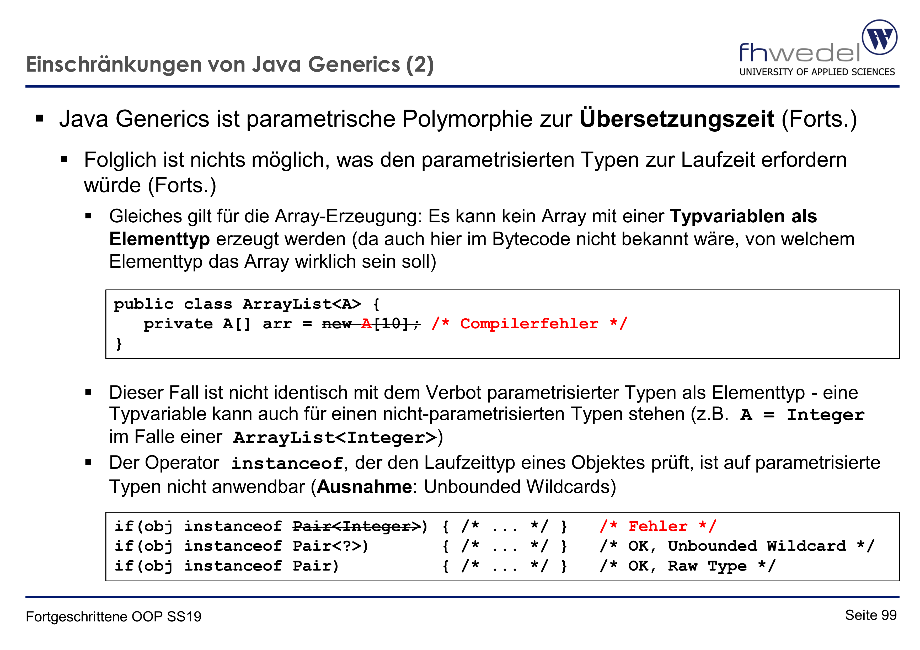 Einschränkungen von Java Generics (2)
fhwedel
W
UNIVERSITY OF APPLIED SCIENCES
▪ Java Generics ist parametrische Polymorphie zur Übersetzungszeit (Forts.)
▪ Folglich ist nichts möglich, was den parametrisierten Typen zur Laufzeit erfordern
würde (Forts.)
▪ Gleiches gilt für die Array-Erzeugung: Es kann kein Array mit einer Typvariablen als
Elementtyp erzeugt werden (da auch hier im Bytecode nicht bekannt wäre, von welchem
Elementtyp das Array wirklich sein soll)
public class ArrayList<A> {
   private A[] arr = new A[10]; /* Compilerfehler */
}
▪ Dieser Fall ist nicht identisch mit dem Verbot parametrisierter Typen als Elementtyp - eine
Typvariable kann auch für einen nicht-parametrisierten Typen stehen (z.B. A = Integer
im Falle einer ArrayList<Integer>)
▪ Der Operator instanceof, der den Laufzeittyp eines Objektes prüft, ist auf parametrisierte
Typen nicht anwendbar (Ausnahme: Unbounded Wildcards)
if(obj instanceof Pair<Integer>) { /* ... */ }   /* Fehler */
if(obj instanceof Pair<?>)       { /* ... */ }   /* OK, Unbounded Wildcard */
if(obj instanceof Pair)          { /* ... */ }   /* OK, Raw Type */
Fortgeschrittene OOP SS19
Seite 99